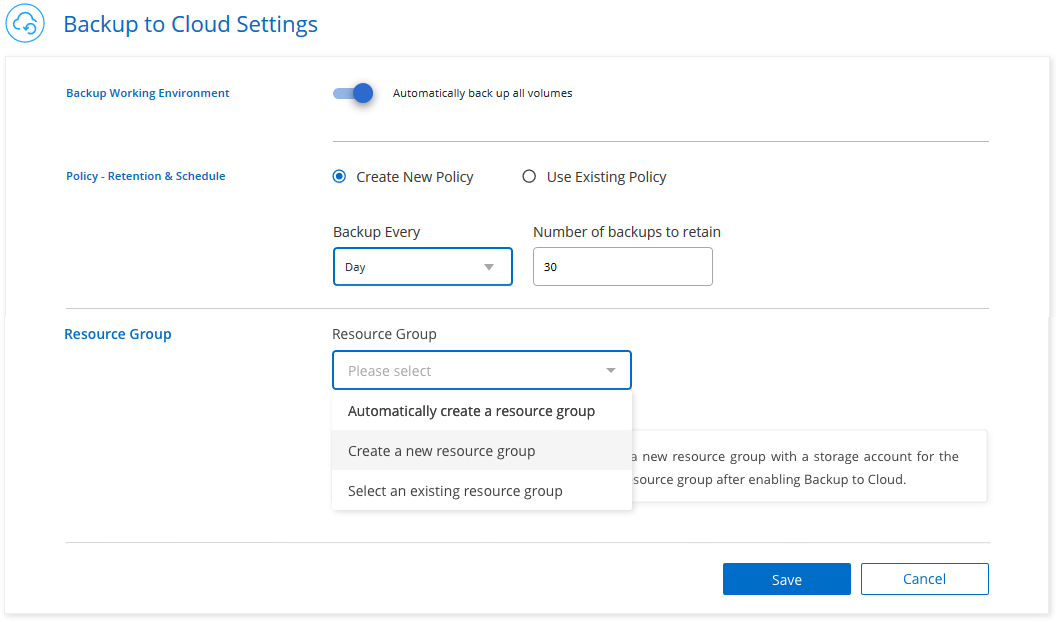 Backup to Cloud Settings
Backup Working Environment
Automatically back up all volumes
Policy - Retention & Schedule
Create New Policy
Use Existing Policy
Backup Every
Number of backups to retain
Day
30
Resource Group
Resource Group
Please select
Automatically create a resource group
Create a new resource group
a new resource group with a storage account for the
source group after enabling Backup to Cloud.
Select an existing resource group
Save
Cancel